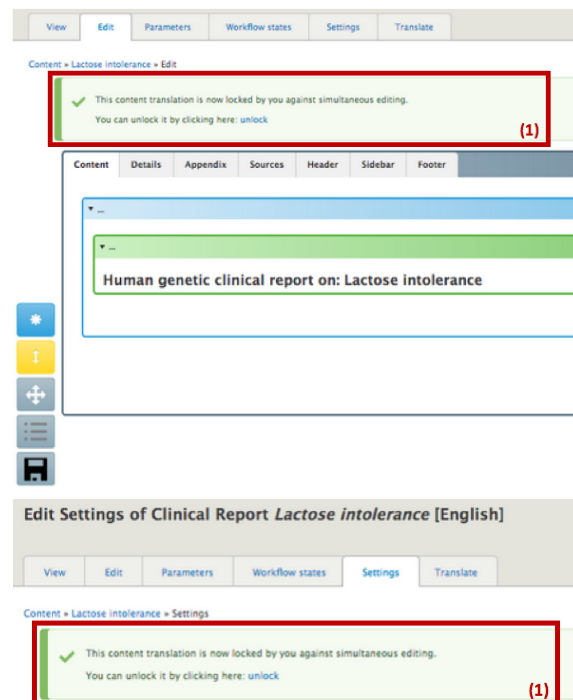 View Edit Parameters Workflow states Settings Translate
Content » Lactose intolerance » Edit
This content translation is now locked by you against simultaneous editing.
You can unlock it by clicking here: unlock
(1)
Content Details Appendix Sources Header Sidebar Footer
...
...
Human genetic clinical report on: Lactose intolerance
Edit Settings of Clinical Report Lactose intolerance [English]
View Edit Parameters Workflow states Settings Translate
Content » Lactose intolerance » Settings
This content translation is now locked by you against simultaneous editing.
You can unlock it by clicking here: unlock
(1)